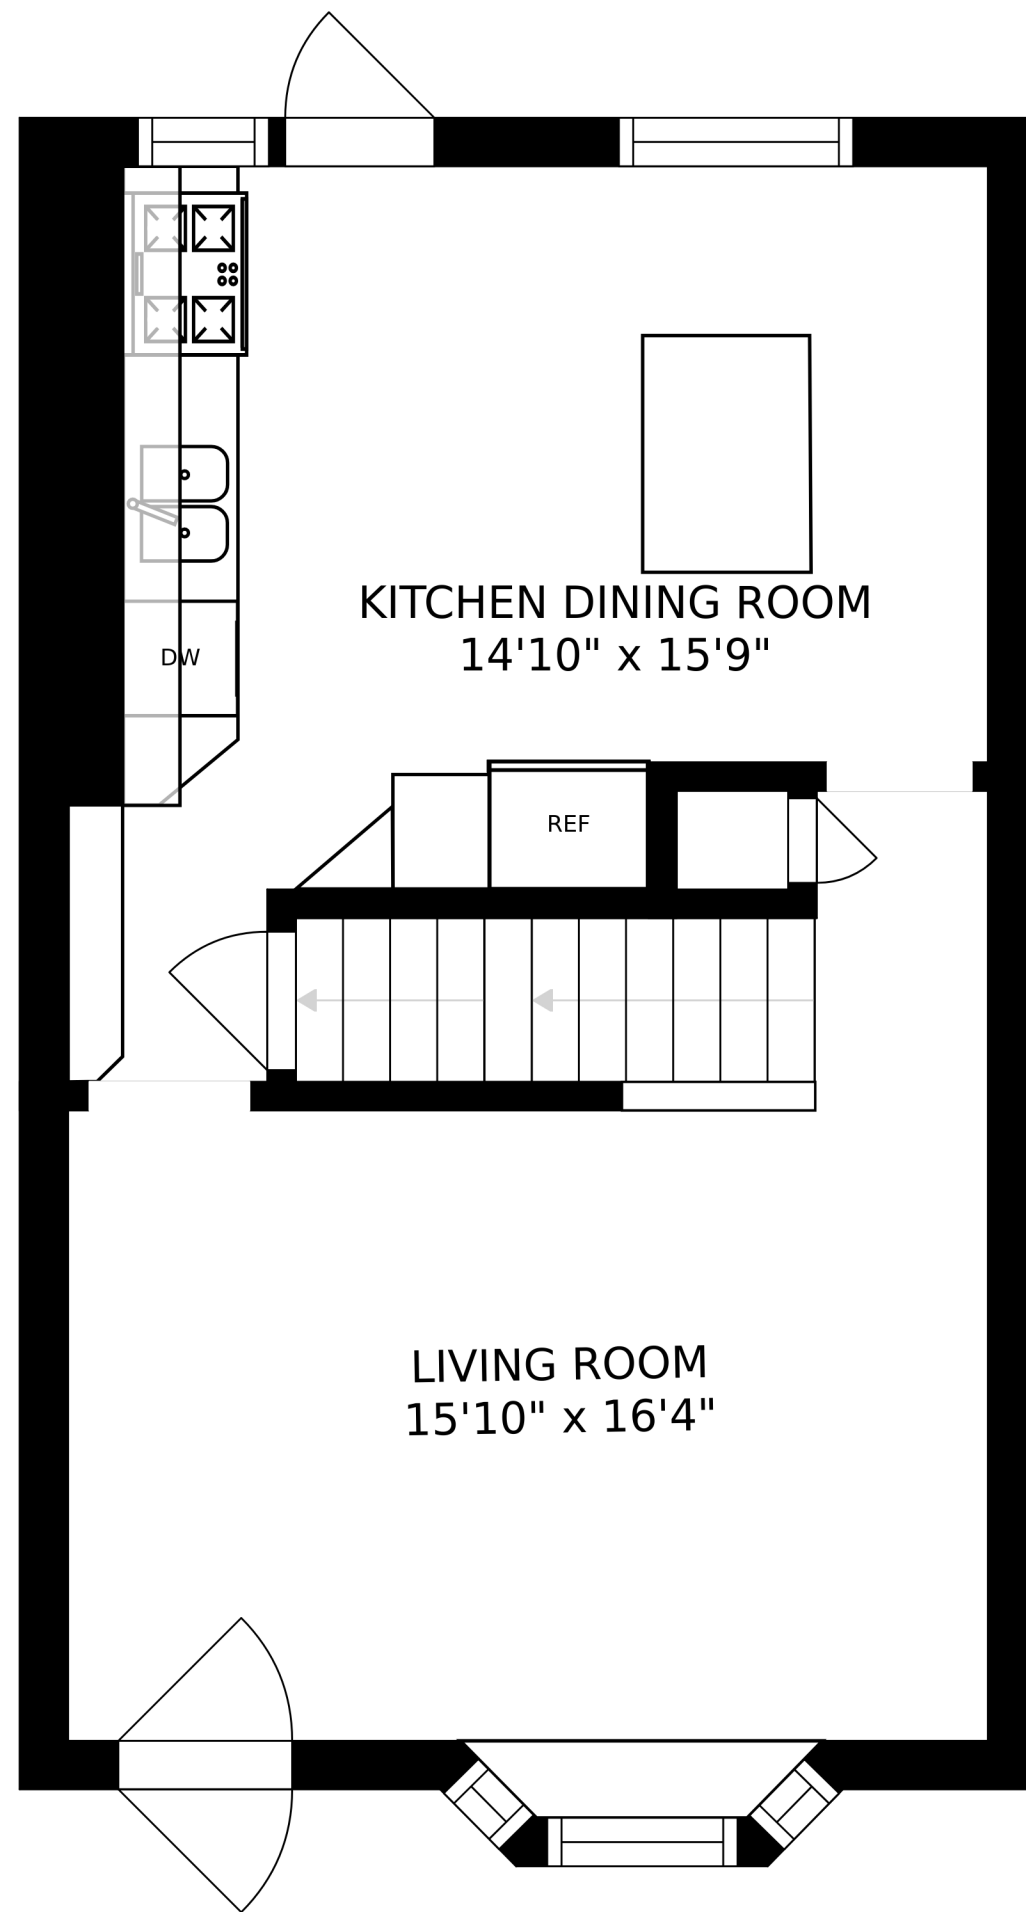 KITCHEN DINING ROOM
14'10" x 15'9"
DW
REF
LIVING ROOM
15'10" x 16'4"